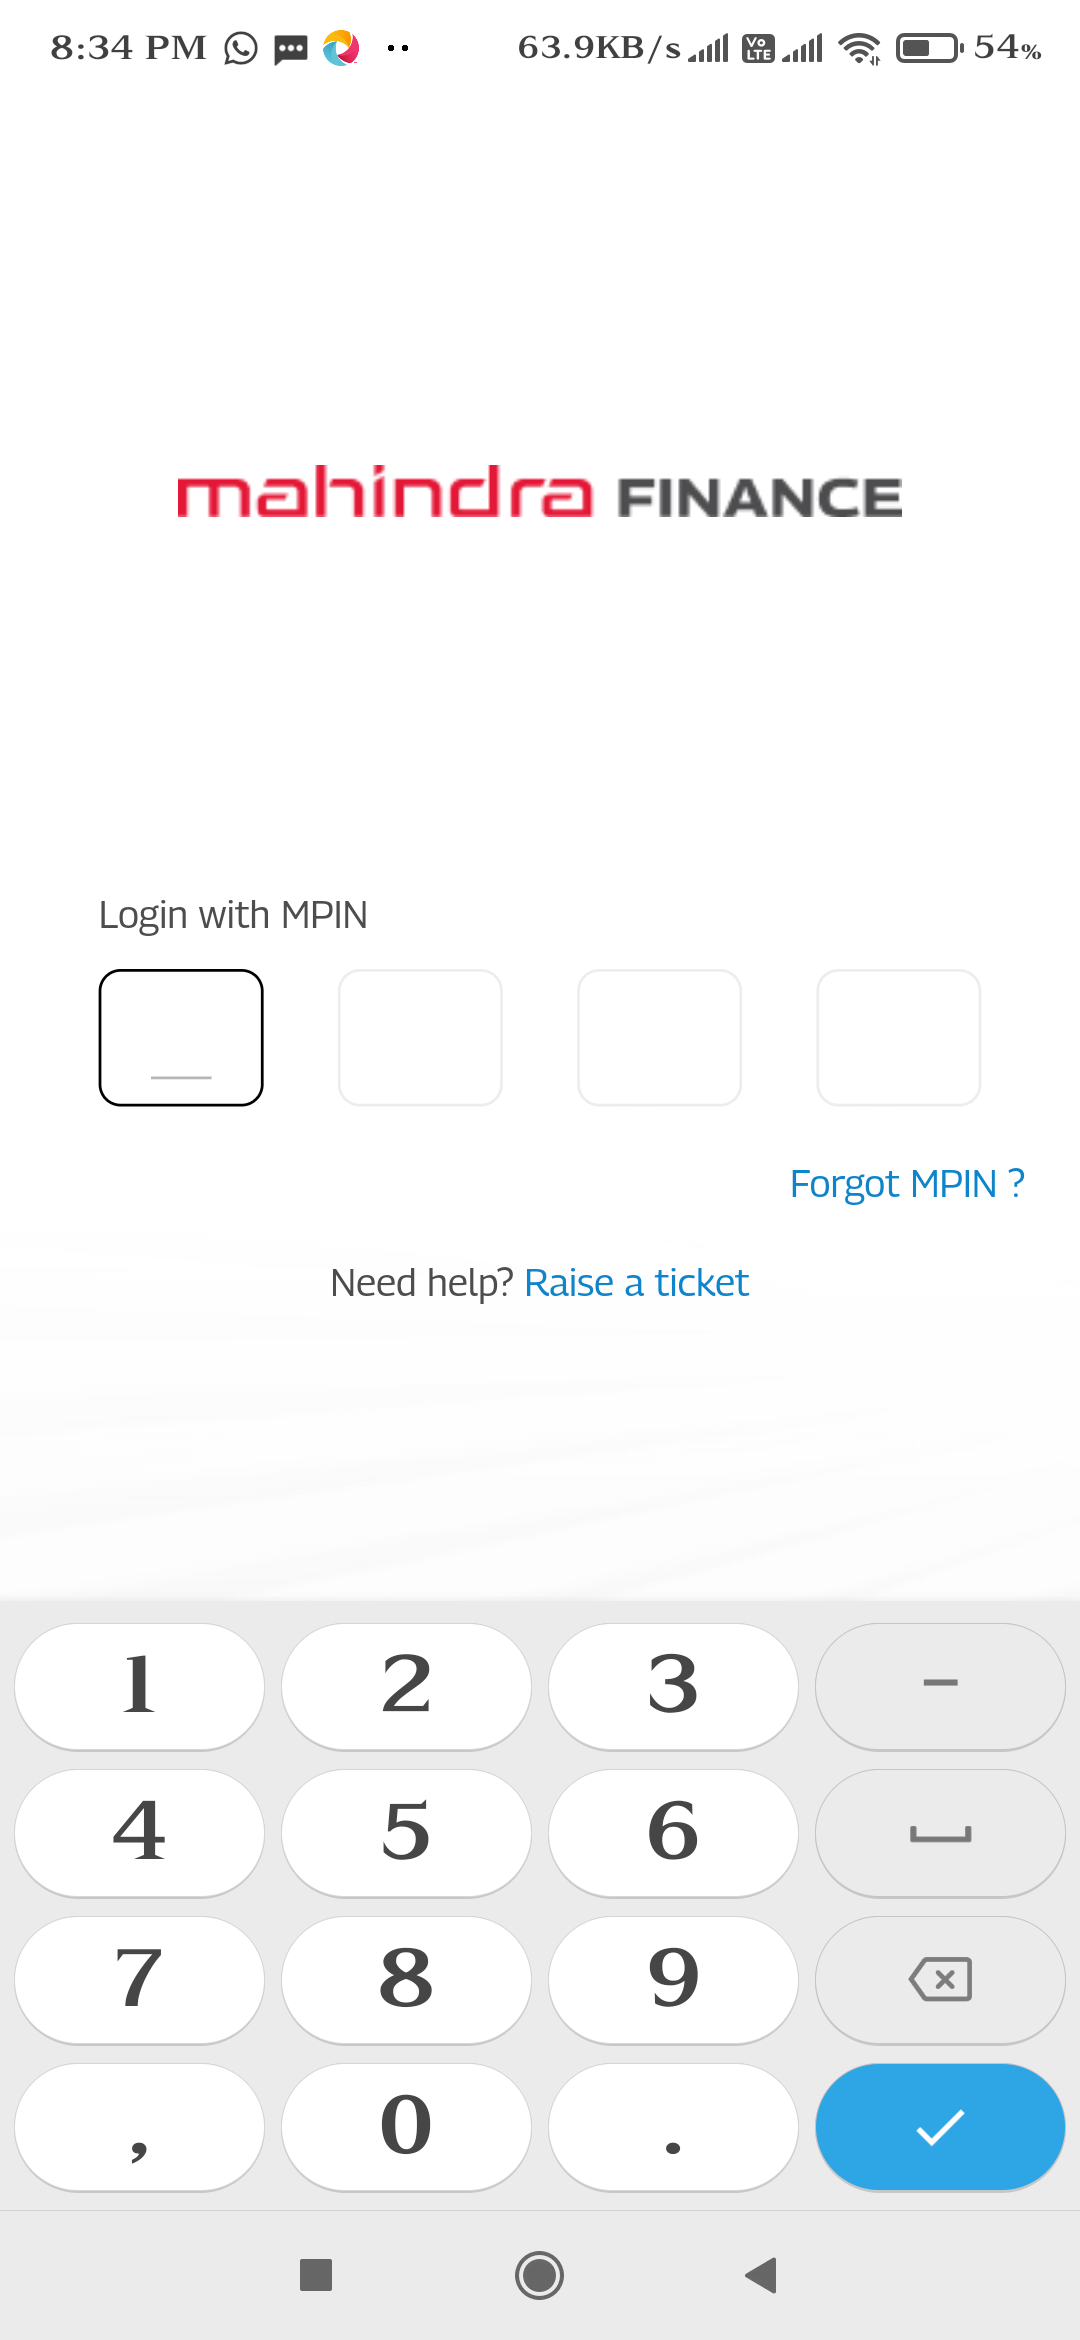 8:34 PM 63.9KB/s Vo LTE 54%
mahindra FINANCE
Login with MPIN
Forgot MPIN ?
Need help? Raise a ticket
1 2 3 -
4 5 6
7 8 9
, 0 .